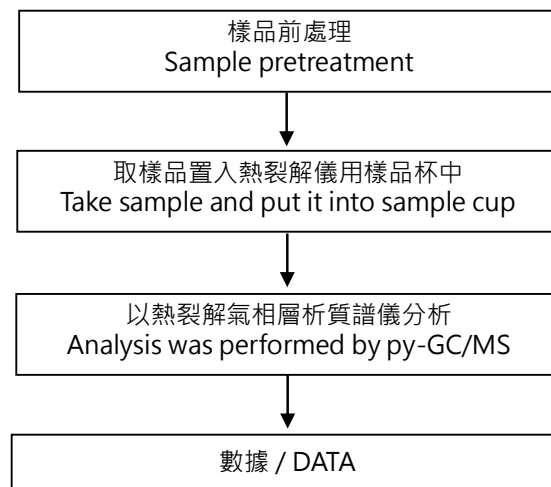 樣品前處理
Sample pretreatment
取樣品置入熱裂解儀用樣品杯中
Take sample and put it into sample cup
以熱裂解氣相層析質譜儀分析
Analysis was performed by py-GC/MS
數據 / DATA